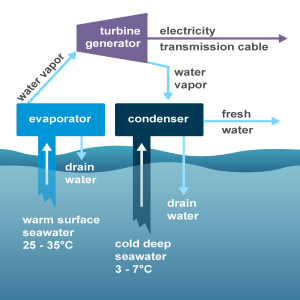 turbine
generator
electricity
transmission cable
water vapor
water
vapor
evaporator
condenser
fresh
water
drain
water
drain
water
warm surface
seawater
25 - 35°C
cold deep
seawater
3 - 7°C